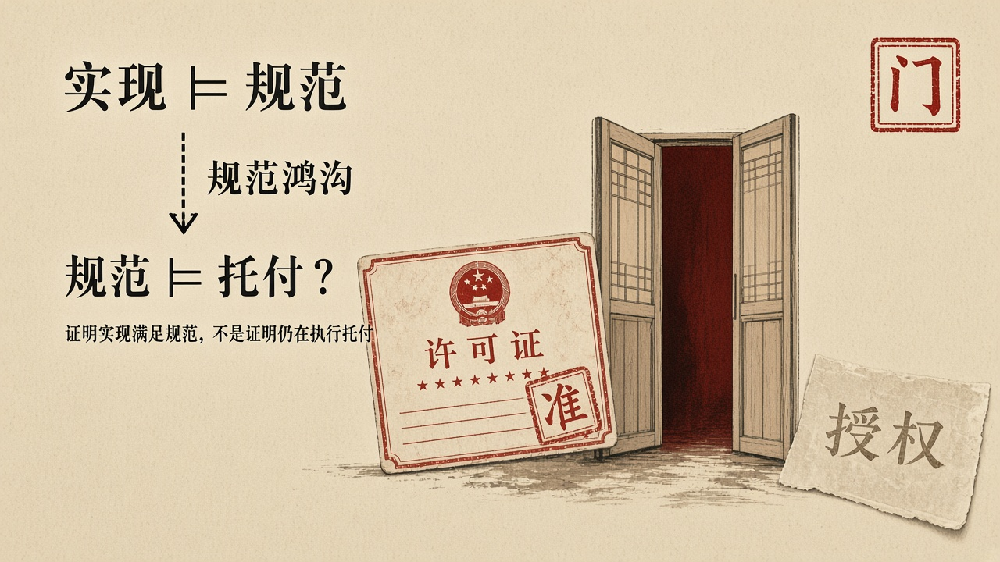 实现 ⊨ 规范
规范鸿沟
规范 ⊨ 托付？
证明实现满足规范，不是证明仍在执行托付
门
许可证
准
授权